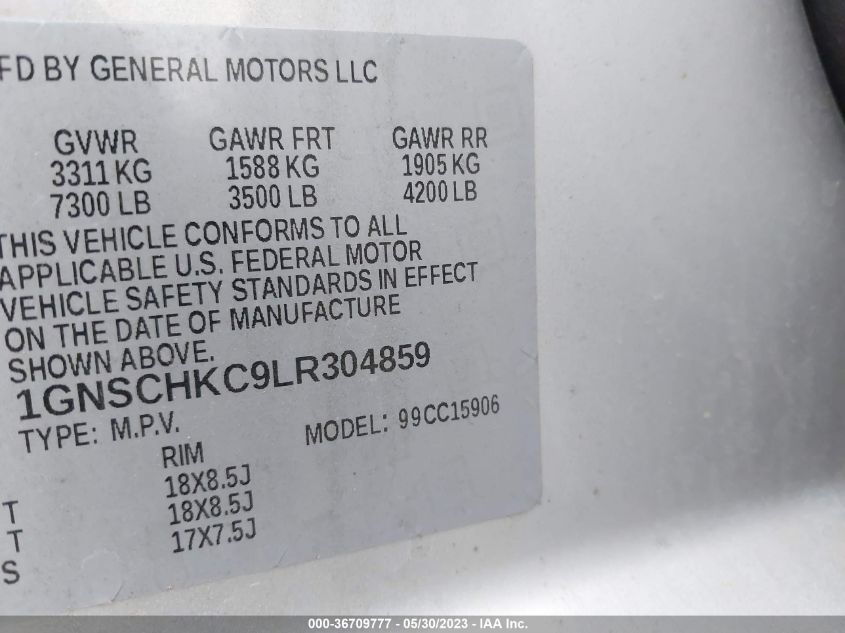 FD BY GENERAL MOTORS LLC
GVWR GAWR FRT GAWR RR
3311 KG 1588 KG 1905 KG
7300 LB 3500 LB 4200 LB
THIS VEHICLE CONFORMS TO ALL
APPLICABLE U.S. FEDERAL MOTOR
VEHICLE SAFETY STANDARDS IN EFFECT
ON THE DATE OF MANUFACTURE
SHOWN ABOVE.
1GNSCHKC9LR304859
TYPE: M.P.V. MODEL: 99CC15906
RIM
18X8.5J
T 18X8.5J
T 17X7.5J
S
000-36709777 - 05/30/2023 - IAA Inc.